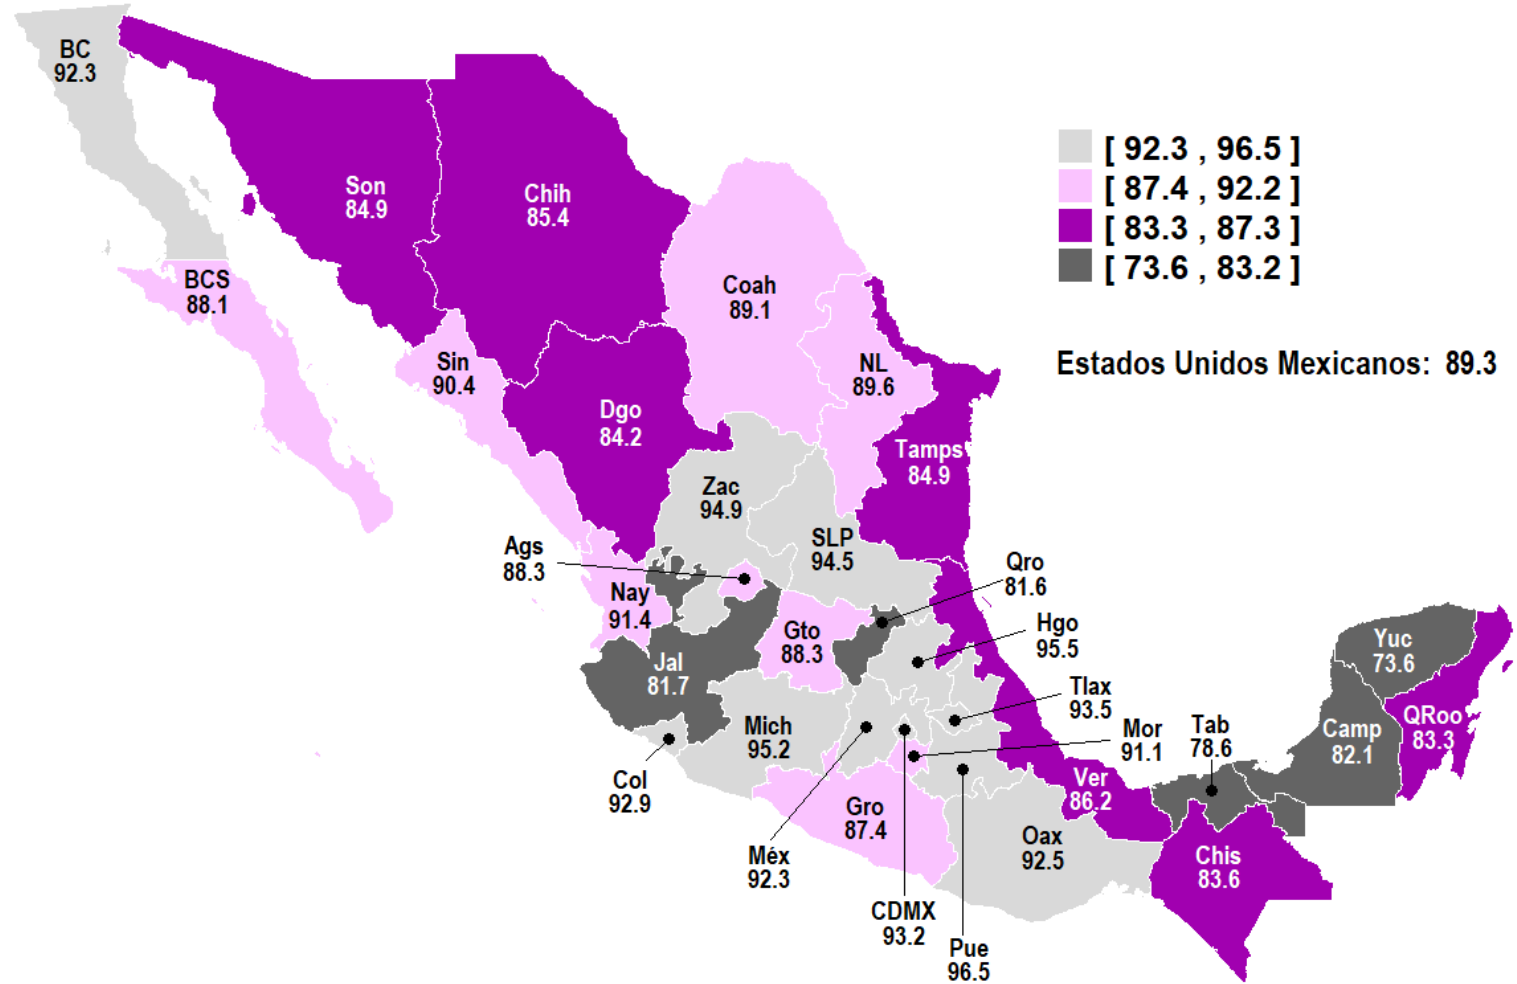 BC
92.3
[ 92.3 , 96.5 ]
[ 87.4 , 92.2 ]
[ 83.3 , 87.3 ]
[ 73.6 , 83.2 ]
Estados Unidos Mexicanos: 89.3
Son
84.9
Chih
85.4
BCS
88.1
Coah
89.1
Sin
90.4
NL
89.6
Dgo
84.2
Tamps
84.9
Zac
94.9
SLP
94.5
Ags
88.3
Qro
81.6
Nay
91.4
Gto
88.3
Hgo
95.5
Yuc
73.6
Jal
81.7
Tlax
93.5
Mich
95.2
Mor
91.1
Tab
78.6
Camp
82.1
QRoo
83.3
Col
92.9
Ver
86.2
Gro
87.4
Oax
92.5
Méx
92.3
Chis
83.6
CDMX
93.2
Pue
96.5